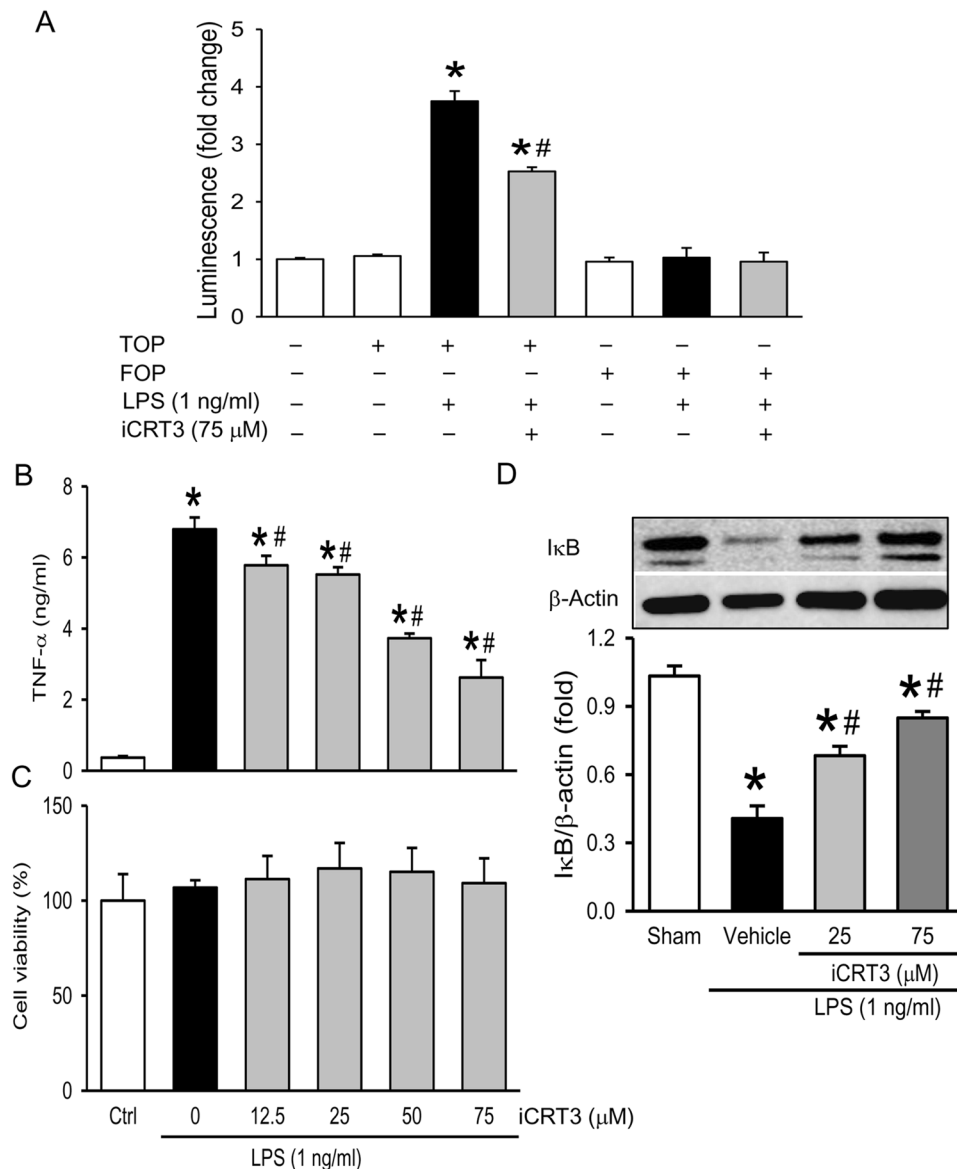 A
Luminescence (fold change)
5
4
3
2
1
0
*
*#
TOP – + + + – – –
FOP – – – – + + +
LPS (1 ng/ml) – – + + – + +
iCRT3 (75 μM) – – – + – – +
B
TNF-α (ng/ml)
8
6
4
2
0
*
*#
*#
*#
*#
C
Cell viability (%)
150
100
50
0
Ctrl 0 12.5 25 50 75 iCRT3 (μM)
LPS (1 ng/ml)
D
IκB
β-Actin
IκB/β-actin (fold)
1.2
0.9
0.6
0.3
0.0
*
*#
*#
Sham Vehicle 25 75
iCRT3 (μM)
LPS (1 ng/ml)